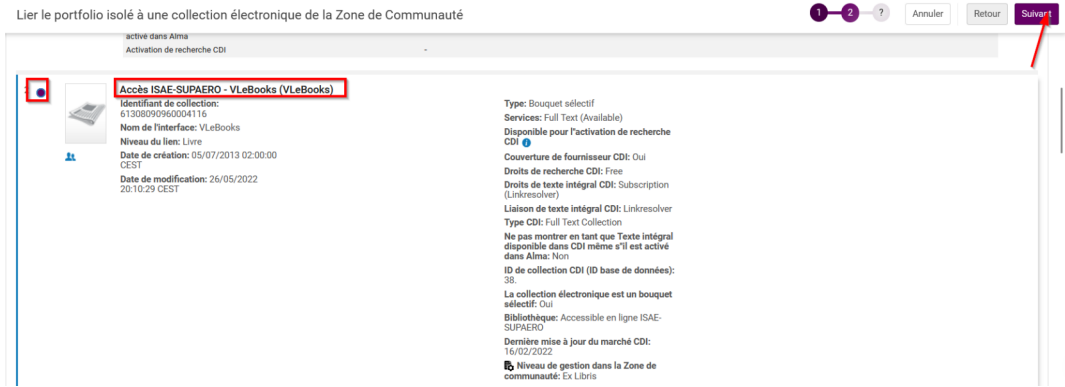 Lier le portfolio isolé à une collection électronique de la Zone de Communauté
1 2 ? Annuler Retour Suivant
activé dans Alma
Activation de recherche CDI -
Accès ISAE-SUPAERO - VLeBooks (VLeBooks)
Identifiant de collection:
61308090960004116
Nom de l'interface: VLeBooks
Niveau du lien: Livre
Date de création: 05/07/2013 02:00:00
CEST
Date de modification: 26/05/2022
20:10:29 CEST
Type: Bouquet sélectif
Services: Full Text (Available)
Disponible pour l"activation de recherche
CDI
Couverture de fournisseur CDI: Oui
Droits de recherche CDI: Free
Droits de texte intégral CDI: Subscription
(Linkresolver)
Liaison de texte intégral CDI: Linkresolver
Type CDI: Full Text Collection
Ne pas montrer en tant que Texte intégral
disponible dans CDI même s"il est activé
dans Alma: Non
ID de collection CDI (ID base de données):
38.
La collection électronique est un bouquet
sélectif: Oui
Bibliothèque: Accessible en ligne ISAE-
SUPAERO
Dernière mise à jour du marché CDI:
16/02/2022
Niveau de gestion dans la Zone de
communauté: Ex Libris